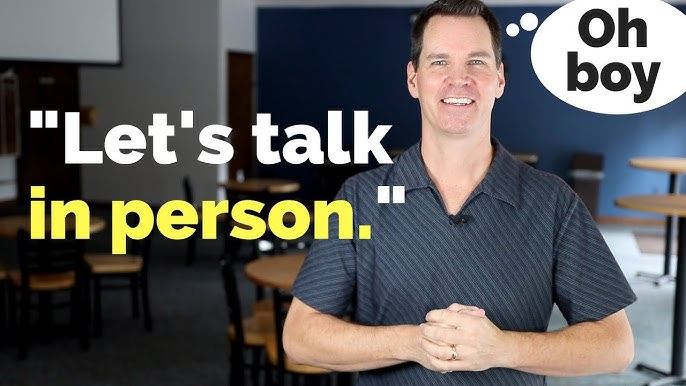 "Let's talk
in person."
Oh
boy